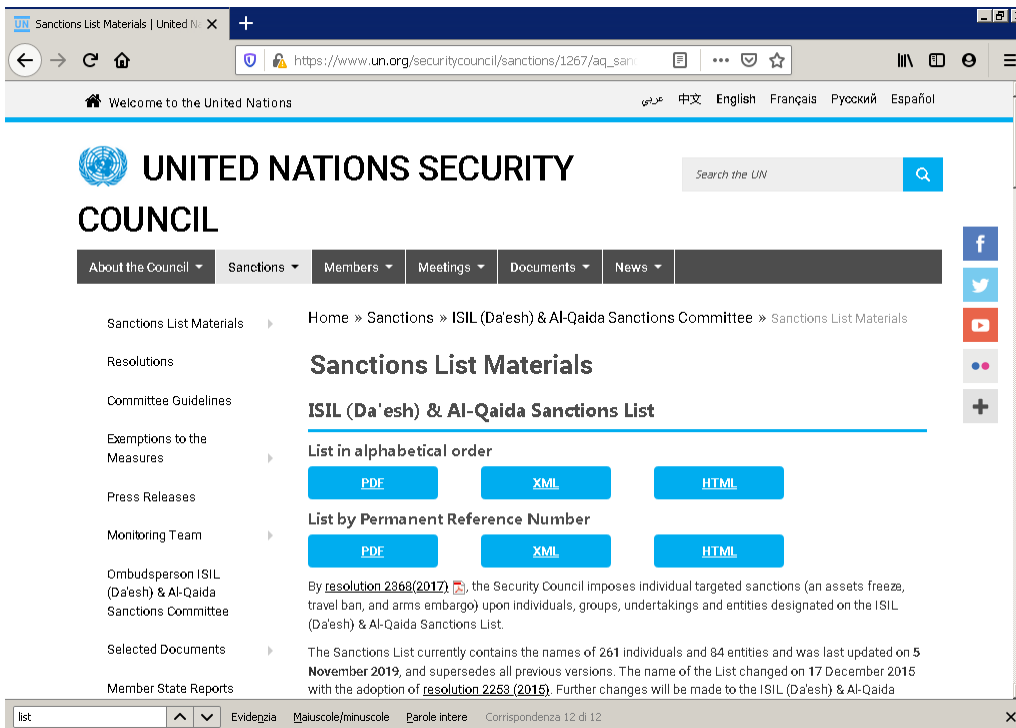 Sanctions List Materials | United N
https://www.un.org/securitycouncil/sanctions/1267/aq_sanc
Welcome to the United Nations
عربي 中文 English Français Русский Español
UNITED NATIONS SECURITY
COUNCIL
Search the UN
About the Council Sanctions Members Meetings Documents News
Home » Sanctions » ISIL (Da'esh) & Al-Qaida Sanctions Committee » Sanctions List Materials
Sanctions List Materials
Resolutions
Committee Guidelines
Exemptions to the
Measures
Press Releases
Monitoring Team
Ombudsperson ISIL
(Da'esh) & Al-Qaida
Sanctions Committee
Selected Documents
Member State Reports
Sanctions List Materials
ISIL (Da'esh) & Al-Qaida Sanctions List
List in alphabetical order
PDF XML HTML
List by Permanent Reference Number
PDF XML HTML
By resolution 2368(2017) , the Security Council imposes individual targeted sanctions (an assets freeze,
travel ban, and arms embargo) upon individuals, groups, undertakings and entities designated on the ISIL
(Da'esh) & Al-Qaida Sanctions List.
The Sanctions List currently contains the names of 261 individuals and 84 entities and was last updated on 5
November 2019, and supersedes all previous versions. The name of the List changed on 17 December 2015
with the adoption of resolution 2253 (2015). Further changes will be made to the ISIL (Da'esh) & Al-Qaida
list Evidenzia Maiuscole/minuscole Parole intere Corrispondenza 12 di 12